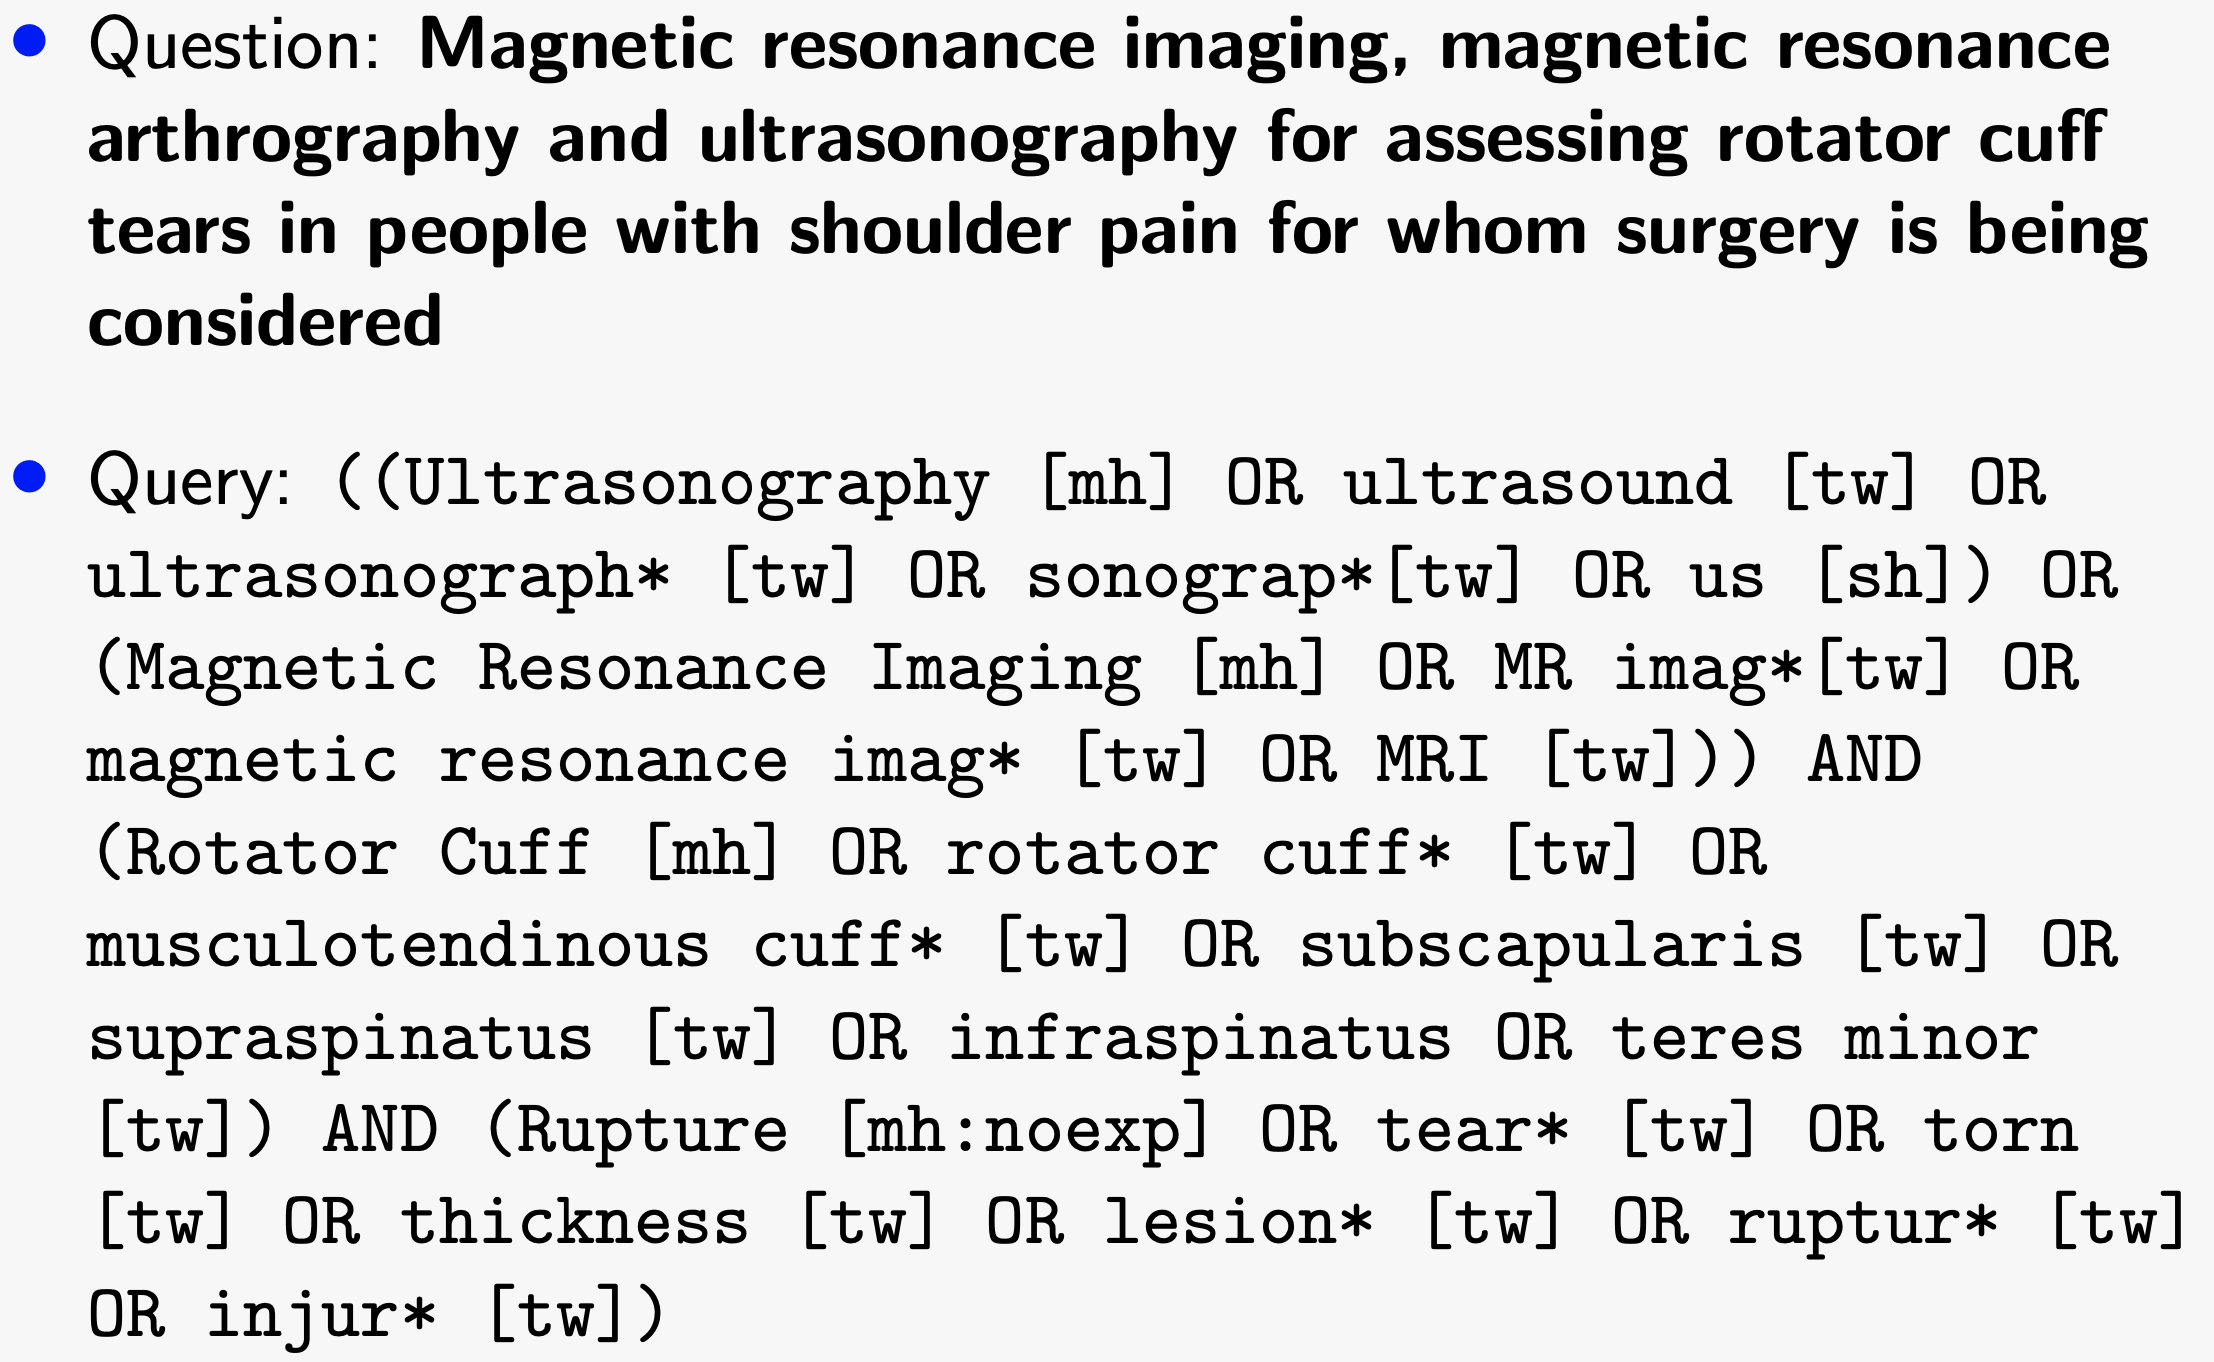 • Question: Magnetic resonance imaging, magnetic resonance
arthrography and ultrasonography for assessing rotator cuff
tears in people with shoulder pain for whom surgery is being
considered
• Query: ((Ultrasonography [mh] OR ultrasound [tw] OR
ultrasonograph* [tw] OR sonograp*[tw] OR us [sh]) OR
(Magnetic Resonance Imaging [mh] OR MR imag*[tw] OR
magnetic resonance imag* [tw] OR MRI [tw])) AND
(Rotator Cuff [mh] OR rotator cuff* [tw] OR
musculotendinous cuff* [tw] OR subscapularis [tw] OR
supraspinatus [tw] OR infraspinatus OR teres minor
[tw]) AND (Rupture [mh:noexp] OR tear* [tw] OR torn
[tw] OR thickness [tw] OR lesion* [tw] OR ruptur* [tw]
OR injur* [tw])